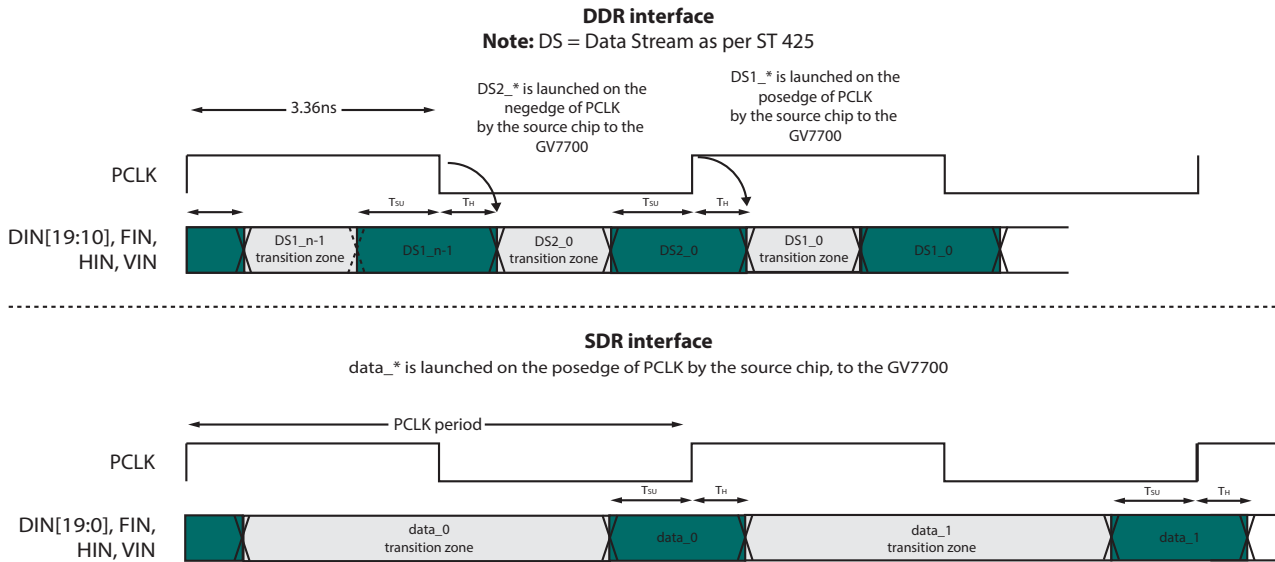 DDR interface
Note: DS = Data Stream as per ST 425
3.36ns
DS2_* is launched on the
negedge of PCLK
by the source chip to the
GV7700
DS1_* is launched on the
posedge of PCLK
by the source chip to the
GV7700
PCLK
TSU
TH
TSU
TH
DIN[19:10], FIN,
HIN, VIN
DS1_n-1
transition zone
DS1_n-1
DS2_0
transition zone
DS2_0
DS1_0
transition zone
DS1_0
SDR interface
data_* is launched on the posedge of PCLK by the source chip, to the GV7700
PCLK period
PCLK
TSU
TH
TSU
TH
DIN[19:0], FIN,
HIN, VIN
data_0
transition zone
data_0
data_1
transition zone
data_1